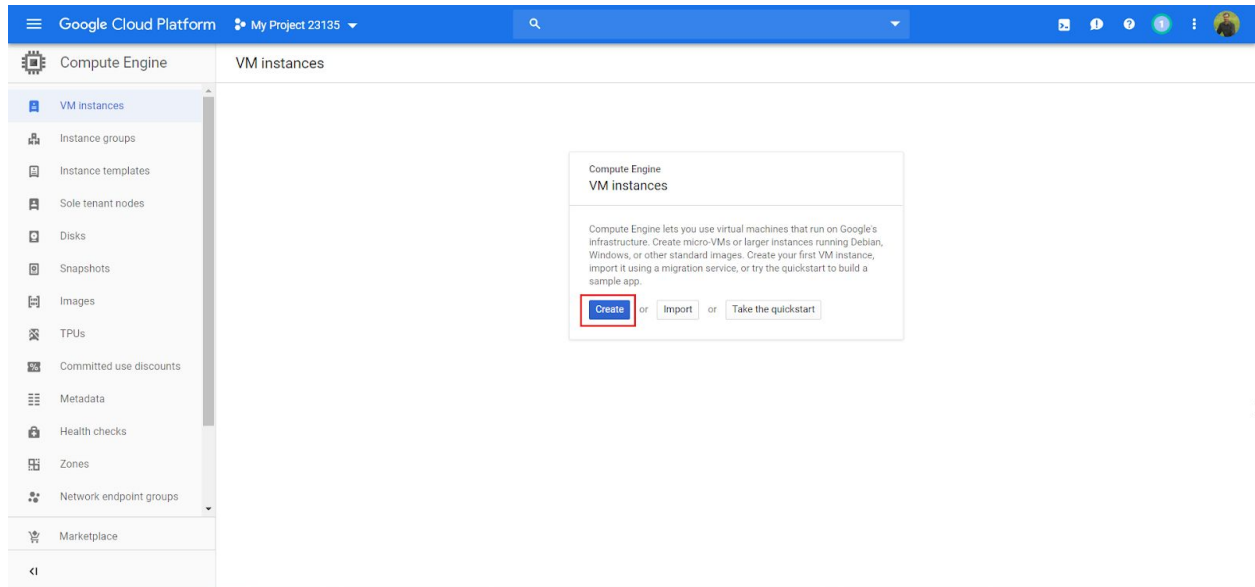 Google Cloud Platform
My Project 23135
1
Compute Engine
VM instances
VM instances
Instance groups
Instance templates
Sole tenant nodes
Disks
Snapshots
Images
TPUs
Committed use discounts
Metadata
Health checks
Zones
Network endpoint groups
Marketplace
Compute Engine
VM instances
Compute Engine lets you use virtual machines that run on Google's
infrastructure. Create micro-VMs or larger instances running Debian,
Windows, or other standard images. Create your first VM instance,
import it using a migration service, or try the quickstart to build a
sample app.
Create or Import or Take the quickstart